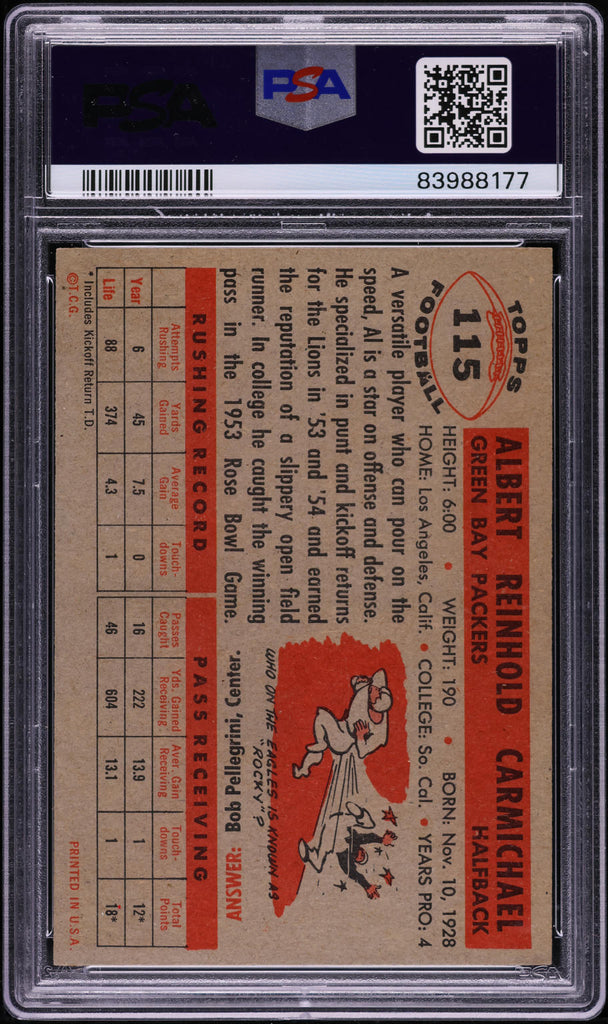 PSA
PSA
83988177
TOPPS
115
FOOTBALL
ALBERT REINHOLD CARMICHAEL
GREEN BAY PACKERS HALFBACK
HEIGHT: 6:00 • WEIGHT: 190 • BORN: Nov. 10, 1928
HOME: Los Angeles, Calif. • COLLEGE: So. Cal. • YEARS PRO: 4
A versatile player who can pour on the
speed, Al is a star on offense and defense.
He specialized in punt and kickoff returns
for the Lions in '53 and '54 and earned
the reputation of a slippery open field
runner. In college he caught the winning
pass in the 1953 Rose Bowl Game.
WHO ON THE EAGLES IS KNOWN AS
"ROCKY"?
ANSWER: Bob Pellegrini, Center.
RUSHING RECORD PASS RECEIVING
Attempts Rushing Yards Gained Average Gain Touch-downs Passes Caught Yds. Gained Receiving Aver. Gain Receiving Touch-downs Total Points
Year 6 45 7.5 0 16 222 13.9 1 12*
Life 88 374 4.3 1 46 604 13.1 1 18*
* Includes Kickoff Return T.D.
© T.C.G. PRINTED IN U.S.A.
PSA